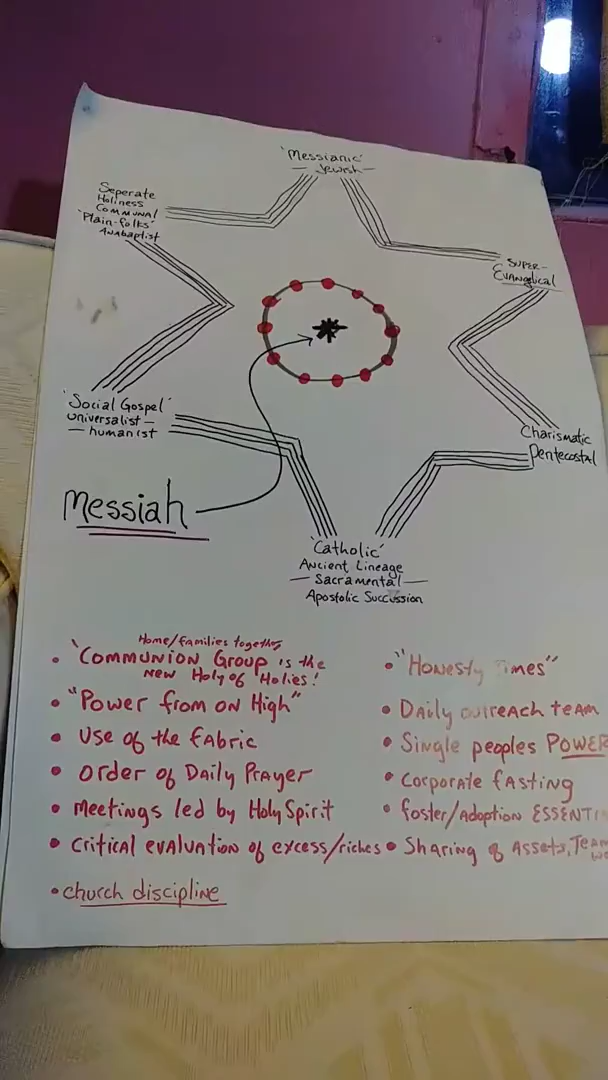 'Messianic'
— Jewish —
Seperate
Holiness
Communal
'Plain-folks'
Anabaptist
Super-
Evanglical
'Social Gospel'
universalist —
— humanist
Charismatic
Pentecostal
Messiah
'Catholic'
Ancient Lineage
— Sacramental —
Apostolic Succussion
Home/families together
• "Communion Group is the
new Holy of Holies!
• "Power from on High"
• Use of the fabric
• Order of Daily Prayer
• meetings led by Holy Spirit
• critical evaluation of excess/riches
• church discipline
• "Honesty Times"
• Daily outreach team
• Single peoples POWER
• Corporate fasting
• foster/Adoption
• Sharing of Assets,